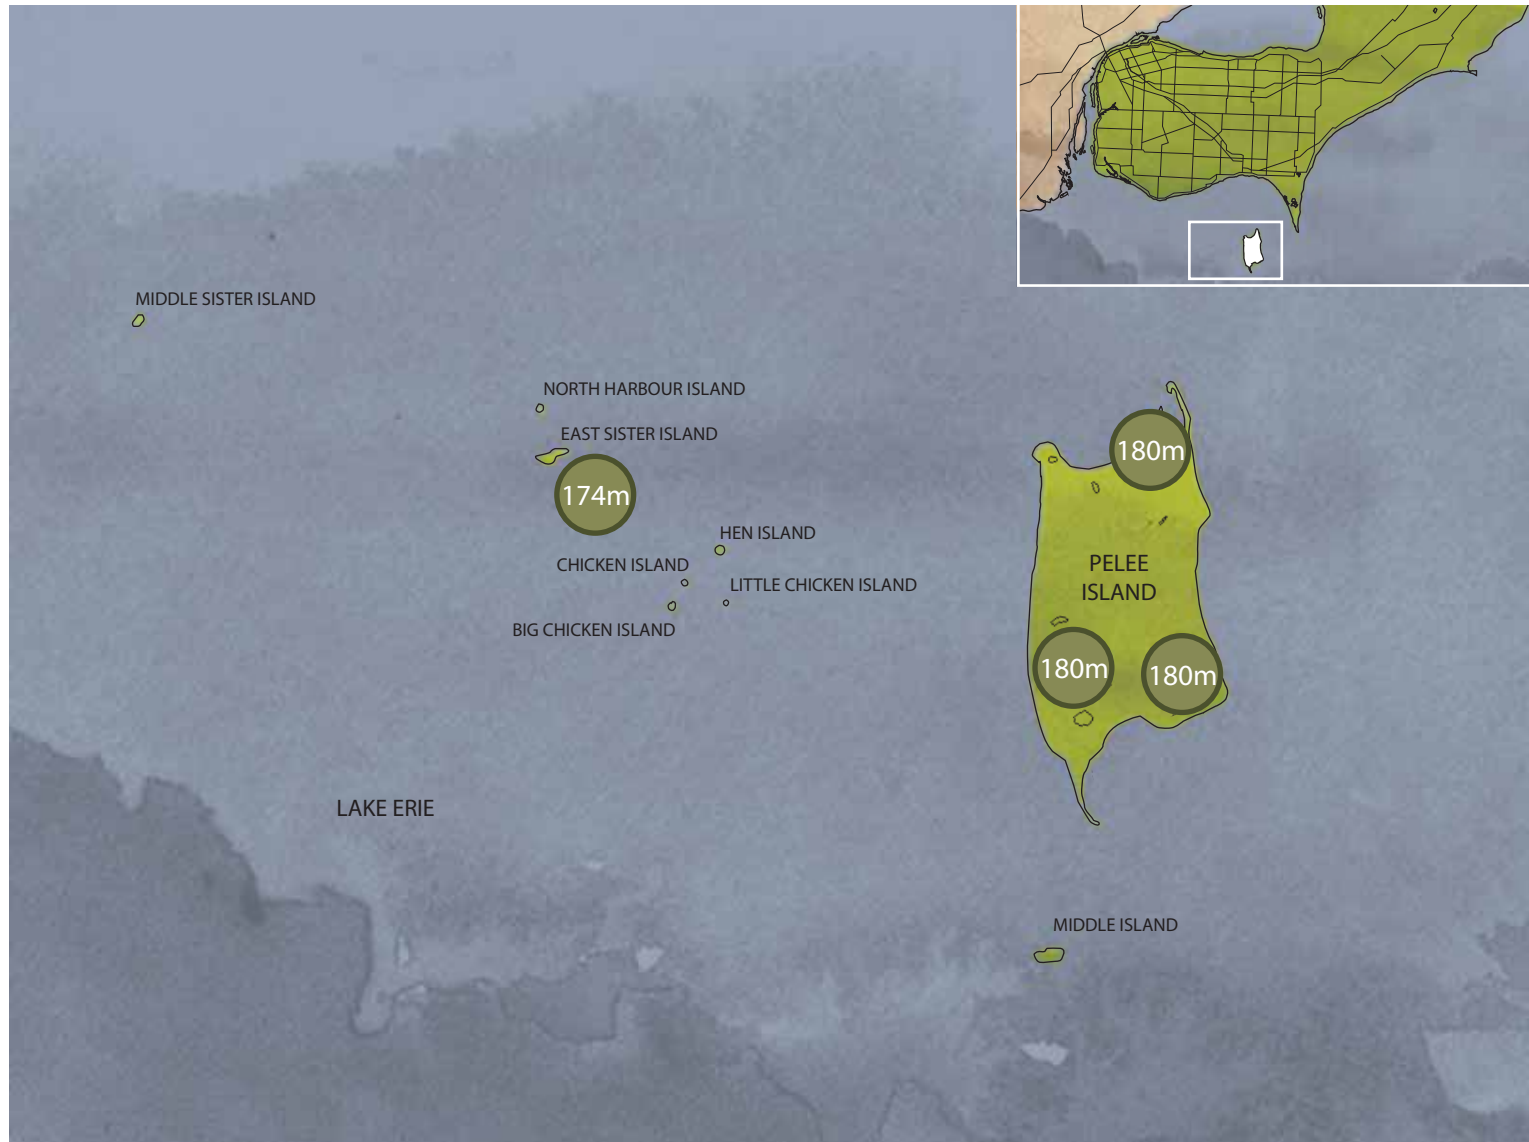 MIDDLE SISTER ISLAND
NORTH HARBOUR ISLAND
EAST SISTER ISLAND
180m
174m
HEN ISLAND
CHICKEN ISLAND
LITTLE CHICKEN ISLAND
BIG CHICKEN ISLAND
PELEE
ISLAND
180m
180m
LAKE ERIE
MIDDLE ISLAND